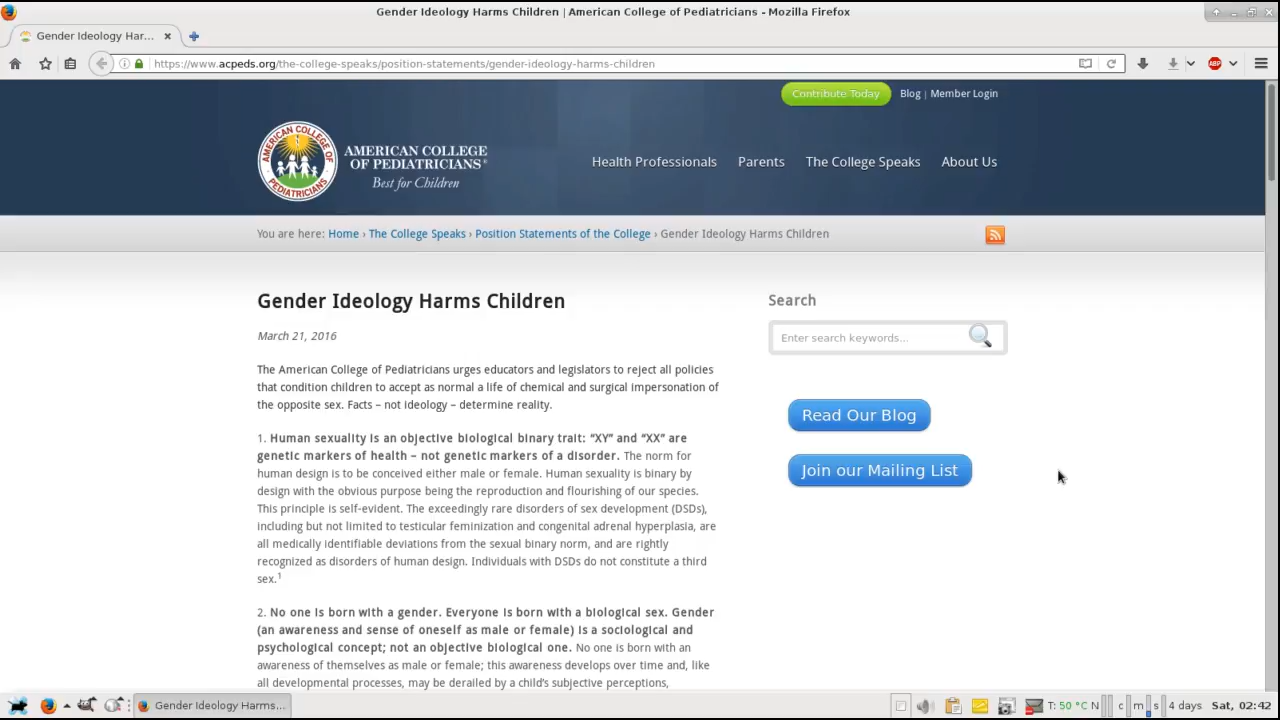 Gender Ideology Harms Children | American College of Pediatricians - Mozilla Firefox
Gender Ideology Har...
https://www.acpeds.org/the-college-speaks/position-statements/gender-ideology-harms-children
ABP
Contribute Today Blog | Member Login
AMERICAN COLLEGE OF PEDIATRICIANS
AMERICAN COLLEGE
OF PEDIATRICIANS®
Best for Children
Health Professionals Parents The College Speaks About Us
You are here: Home › The College Speaks › Position Statements of the College › Gender Ideology Harms Children
Gender Ideology Harms Children
March 21, 2016
The American College of Pediatricians urges educators and legislators to reject all policies
that condition children to accept as normal a life of chemical and surgical impersonation of
the opposite sex. Facts – not ideology – determine reality.
1. Human sexuality is an objective biological binary trait: “XY” and “XX” are
genetic markers of health – not genetic markers of a disorder. The norm for
human design is to be conceived either male or female. Human sexuality is binary by
design with the obvious purpose being the reproduction and flourishing of our species.
This principle is self-evident. The exceedingly rare disorders of sex development (DSDs),
including but not limited to testicular feminization and congenital adrenal hyperplasia, are
all medically identifiable deviations from the sexual binary norm, and are rightly
recognized as disorders of human design. Individuals with DSDs do not constitute a third
sex.1
2. No one is born with a gender. Everyone is born with a biological sex. Gender
(an awareness and sense of oneself as male or female) is a sociological and
psychological concept; not an objective biological one. No one is born with an
awareness of themselves as male or female; this awareness develops over time and, like
all developmental processes, may be derailed by a child’s subjective perceptions,
Search
Enter search keywords...
Read Our Blog
Join our Mailing List
Gender Ideology Harms...
T: 50 °C N c m s 4 days Sat, 02:42